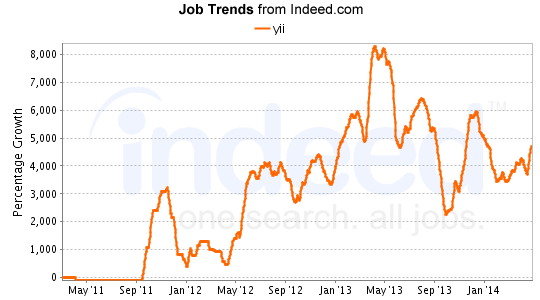 Job Trends from Indeed.com
yii
Percentage Growth
8,000
7,000
6,000
5,000
4,000
3,000
2,000
1,000
0
indeed™
one search. all jobs.
May '11 Sep '11 Jan '12 May '12 Sep '12 Jan '13 May '13 Sep '13 Jan '14